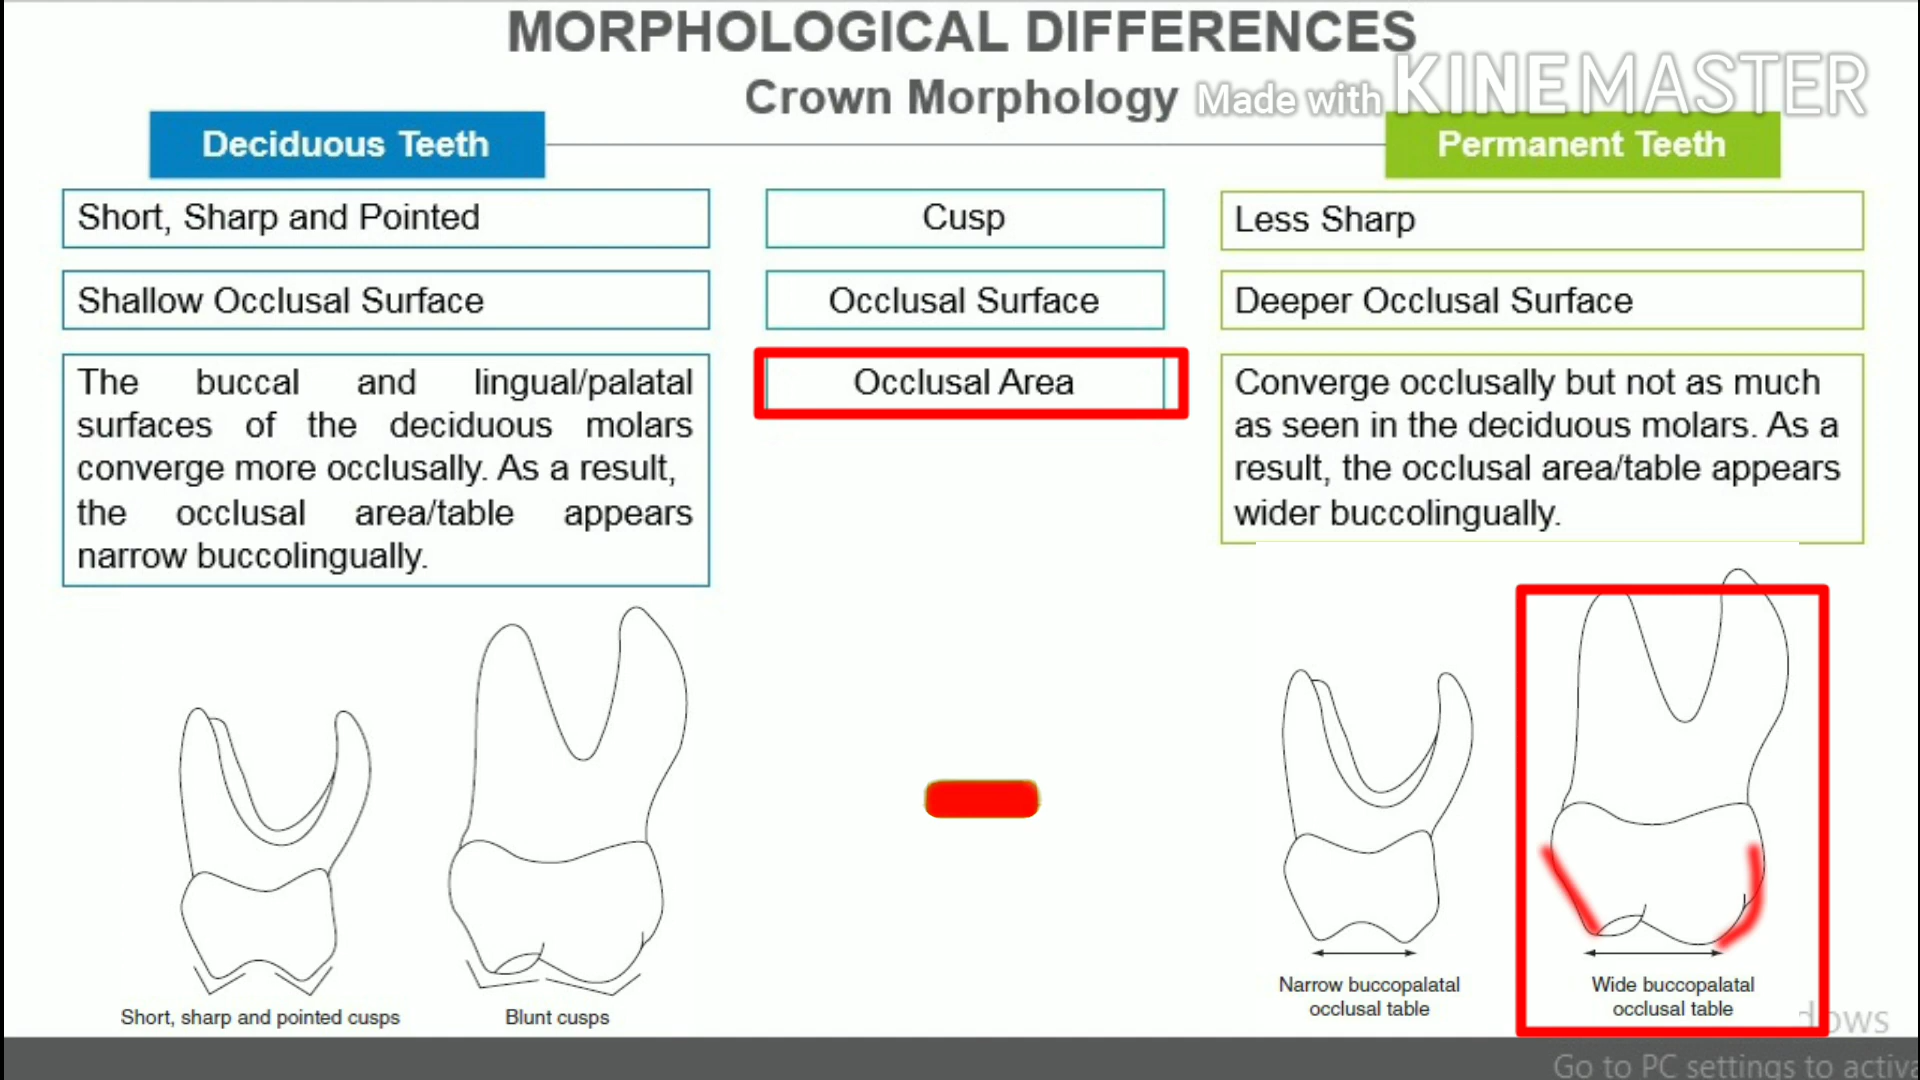 MORPHOLOGICAL DIFFERENCES
Crown Morphology
Made with KINEMASTER
Deciduous Teeth
Permanent Teeth
Short, Sharp and Pointed
Cusp
Less Sharp
Shallow Occlusal Surface
Occlusal Surface
Deeper Occlusal Surface
The buccal and lingual/palatal
surfaces of the deciduous molars
converge more occlusally. As a result,
the occlusal area/table appears
narrow buccolingually.
Occlusal Area
Converge occlusally but not as much
as seen in the deciduous molars. As a
result, the occlusal area/table appears
wider buccolingually.
Short, sharp and pointed cusps
Blunt cusps
Narrow buccopalatal
occlusal table
Wide buccopalatal
occlusal table
Go to PC settings to activa